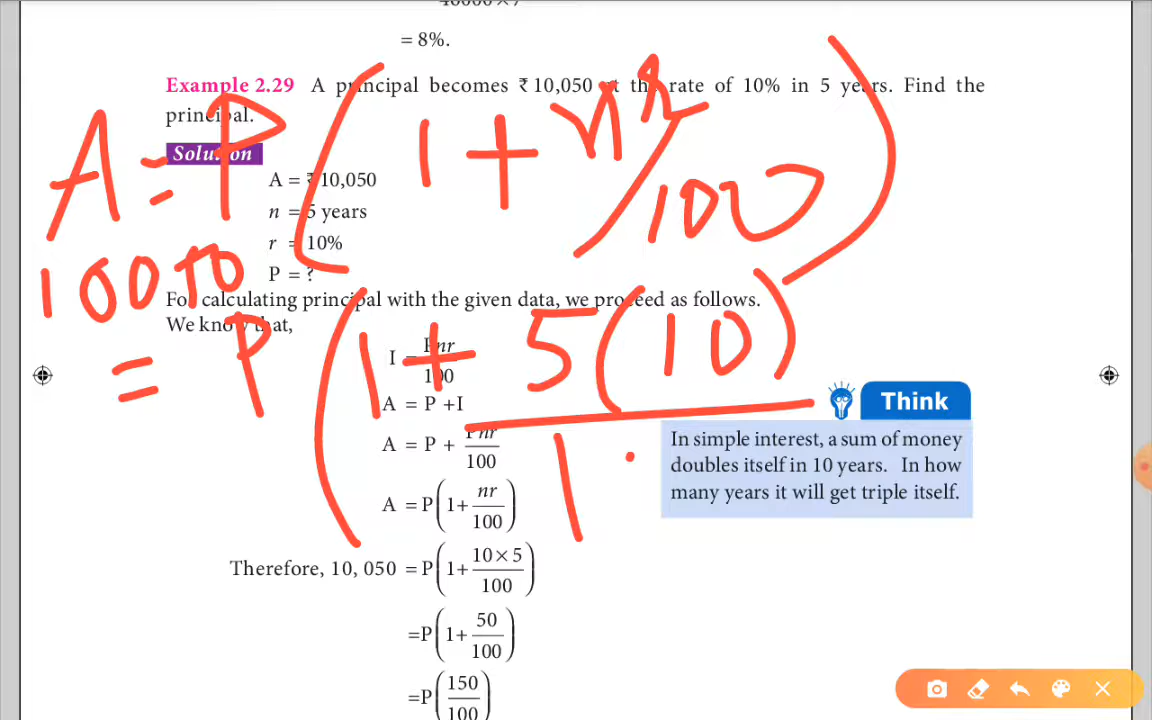 = 8%.
Example 2.29 A principal becomes ₹10,050 at the rate of 10% in 5 years. Find the
principal.
Solution
A = ₹10,050
n = 5 years
r = 10%
P = ?
For calculating principal with the given data, we proceed as follows.
We know that,
I = Pnr/100
A = P + I
A = P + Pnr/100
A = P(1 + nr/100)
Therefore, 10, 050 = P(1 + 10×5/100)
=P(1 + 50/100)
=P(150/100)
Think
In simple interest, a sum of money
doubles itself in 10 years. In how
many years it will get triple itself.
A = P(1 + nr/100)
10050
= P(1 + 5(10)
1